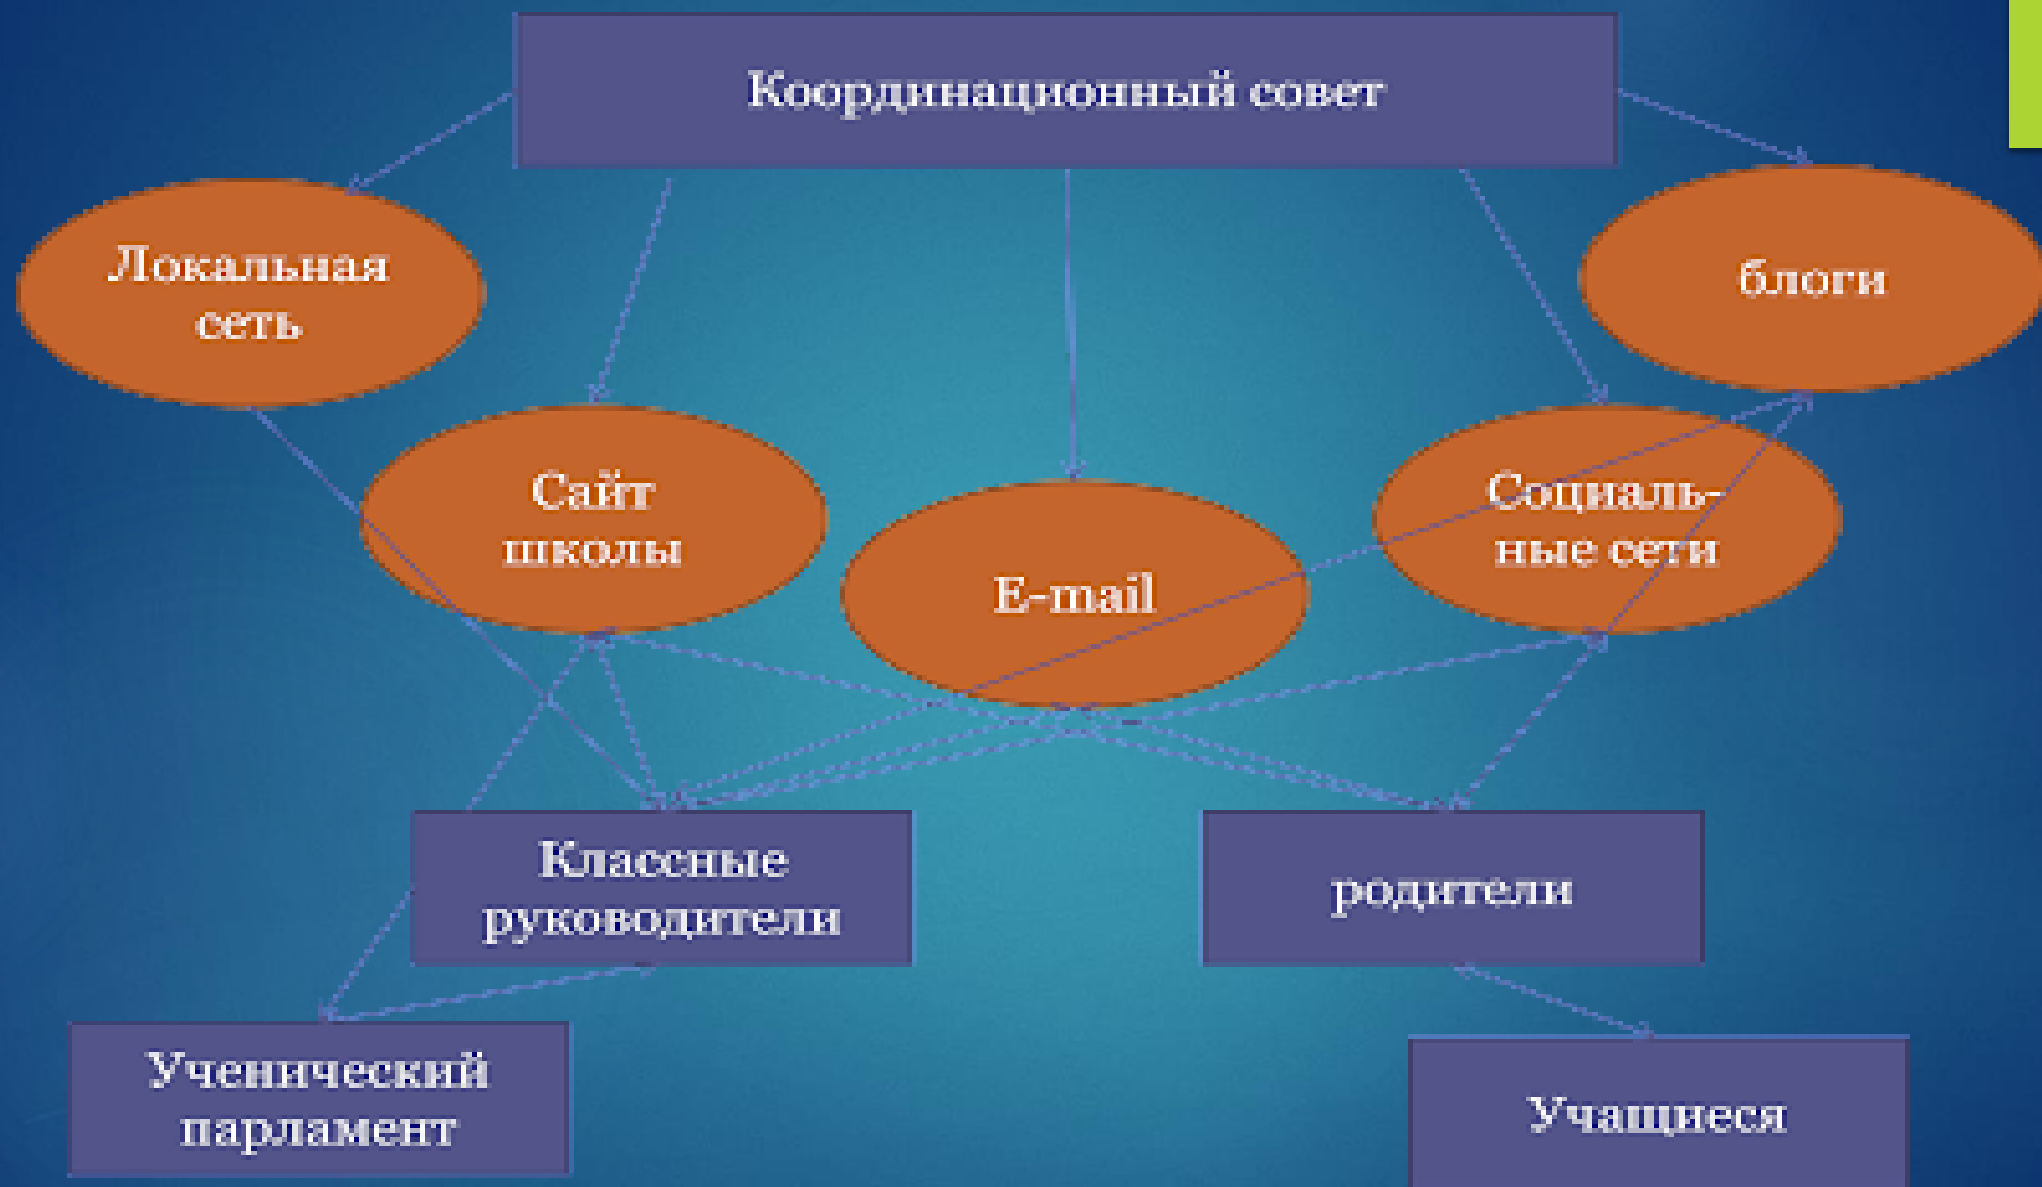 Координационный совет
Локальная
сеть
блоги
Сайт
школы
E-mail
Социаль-
ные сети
Классные
руководители
родители
Ученический
парламент
Учащиеся